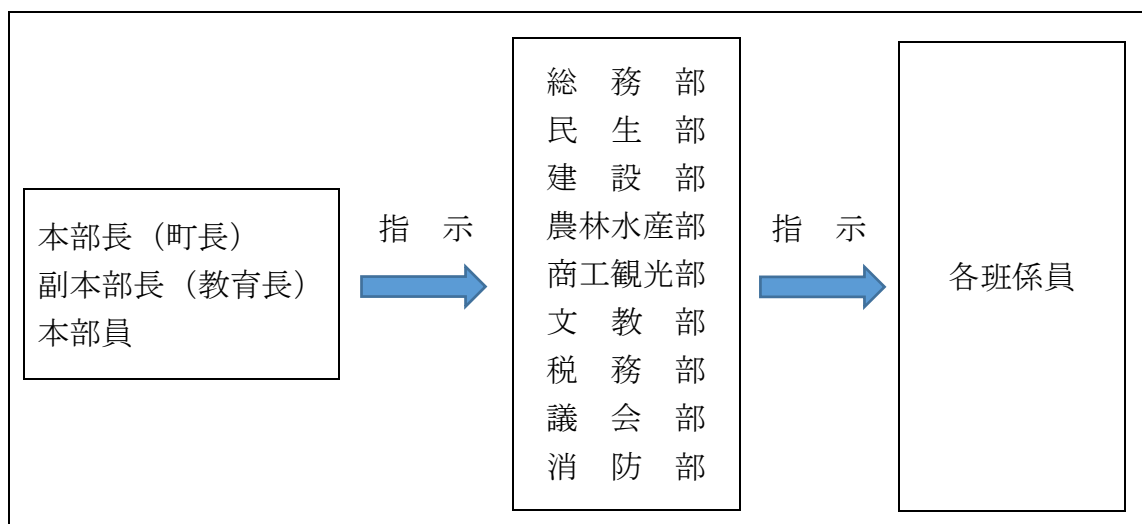 本部長（町長）
副本部長（教育長）
本部員
指　示
総　務　部
民　生　部
建　設　部
農林水産部
商工観光部
文　教　部
税　務　部
議　会　部
消　防　部
指　示
各班係員